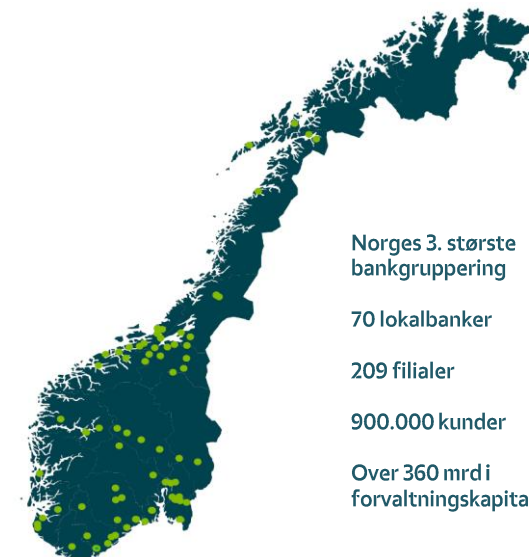 Norges 3. største
bankgruppering
70 lokalbanker
209 filialer
900.000 kunder
Over 360 mrd i
forvaltningskapita